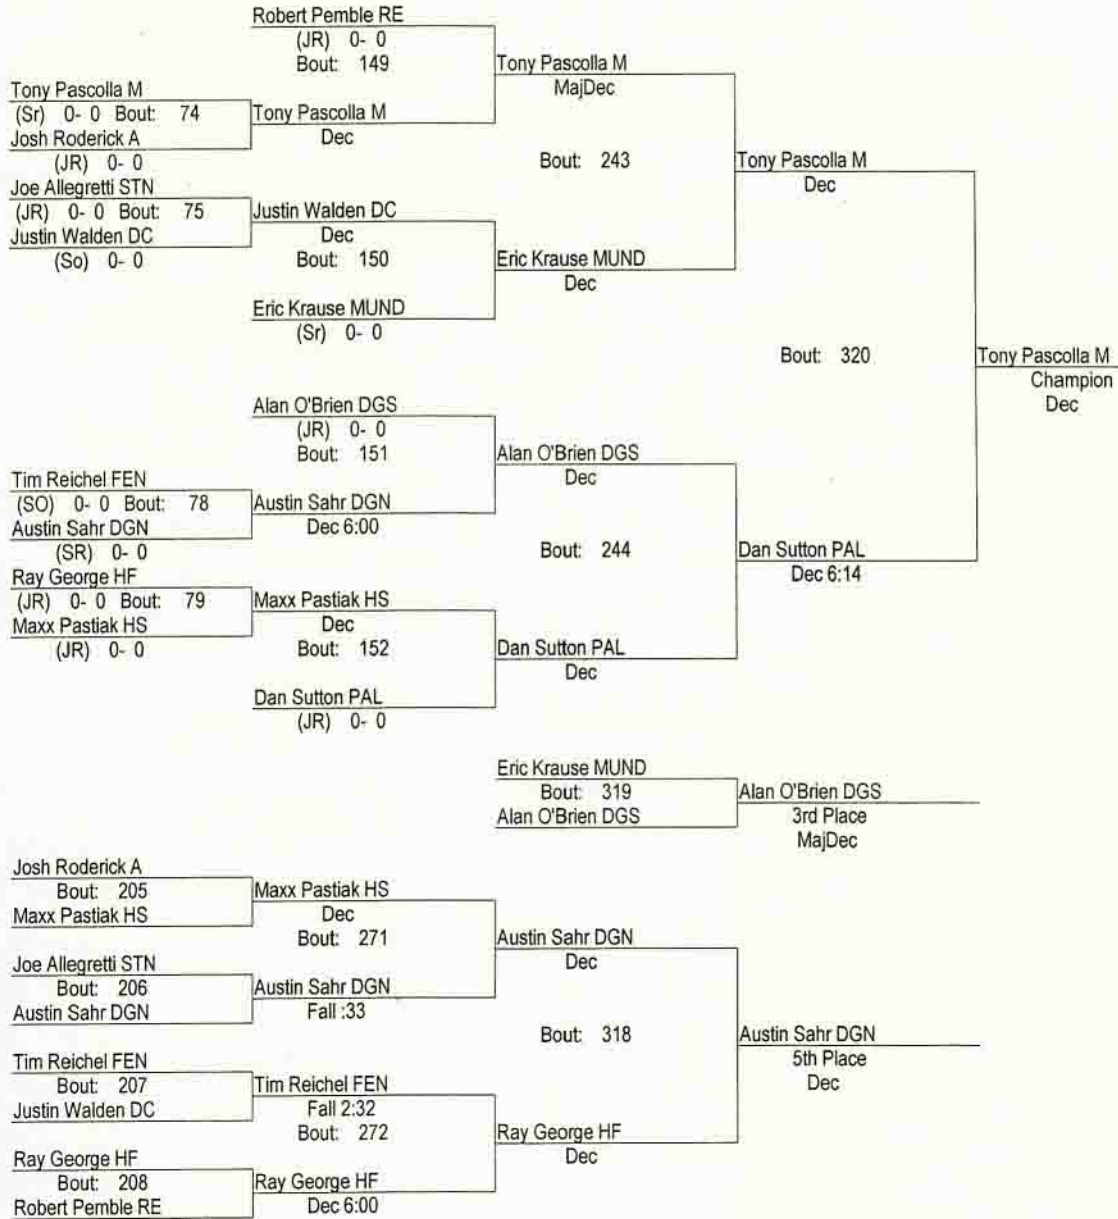 Robert Pemble RE
(JR) 0- 0
Bout: 149
Tony Pascolla M
MajDec
Tony Pascolla M
(Sr) 0- 0 Bout: 74
Josh Roderick A
(JR) 0- 0
Tony Pascolla M
Dec
Bout: 243
Tony Pascolla M
Dec
Joe Allegretti STN
(JR) 0- 0 Bout: 75
Justin Walden DC
(So) 0- 0
Justin Walden DC
Dec
Bout: 150
Eric Krause MUND
Dec
Eric Krause MUND
(Sr) 0- 0
Bout: 320
Tony Pascolla M
Champion
Dec
Alan O'Brien DGS
(JR) 0- 0
Bout: 151
Alan O'Brien DGS
Dec
Tim Reichel FEN
(SO) 0- 0 Bout: 78
Austin Sahr DGN
(SR) 0- 0
Austin Sahr DGN
Dec 6:00
Bout: 244
Dan Sutton PAL
Dec 6:14
Ray George HF
(JR) 0- 0 Bout: 79
Maxx Pastiak HS
(JR) 0- 0
Maxx Pastiak HS
Dec
Bout: 152
Dan Sutton PAL
Dec
Dan Sutton PAL
(JR) 0- 0
Eric Krause MUND
Bout: 319
Alan O'Brien DGS
Alan O'Brien DGS
3rd Place
MajDec
Josh Roderick A
Bout: 205
Maxx Pastiak HS
Maxx Pastiak HS
Dec
Bout: 271
Austin Sahr DGN
Dec
Joe Allegretti STN
Bout: 206
Austin Sahr DGN
Austin Sahr DGN
Fall :33
Bout: 318
Austin Sahr DGN
5th Place
Dec
Tim Reichel FEN
Bout: 207
Justin Walden DC
Tim Reichel FEN
Fall 2:32
Bout: 272
Ray George HF
Dec
Ray George HF
Bout: 208
Robert Pemble RE
Ray George HF
Dec 6:00